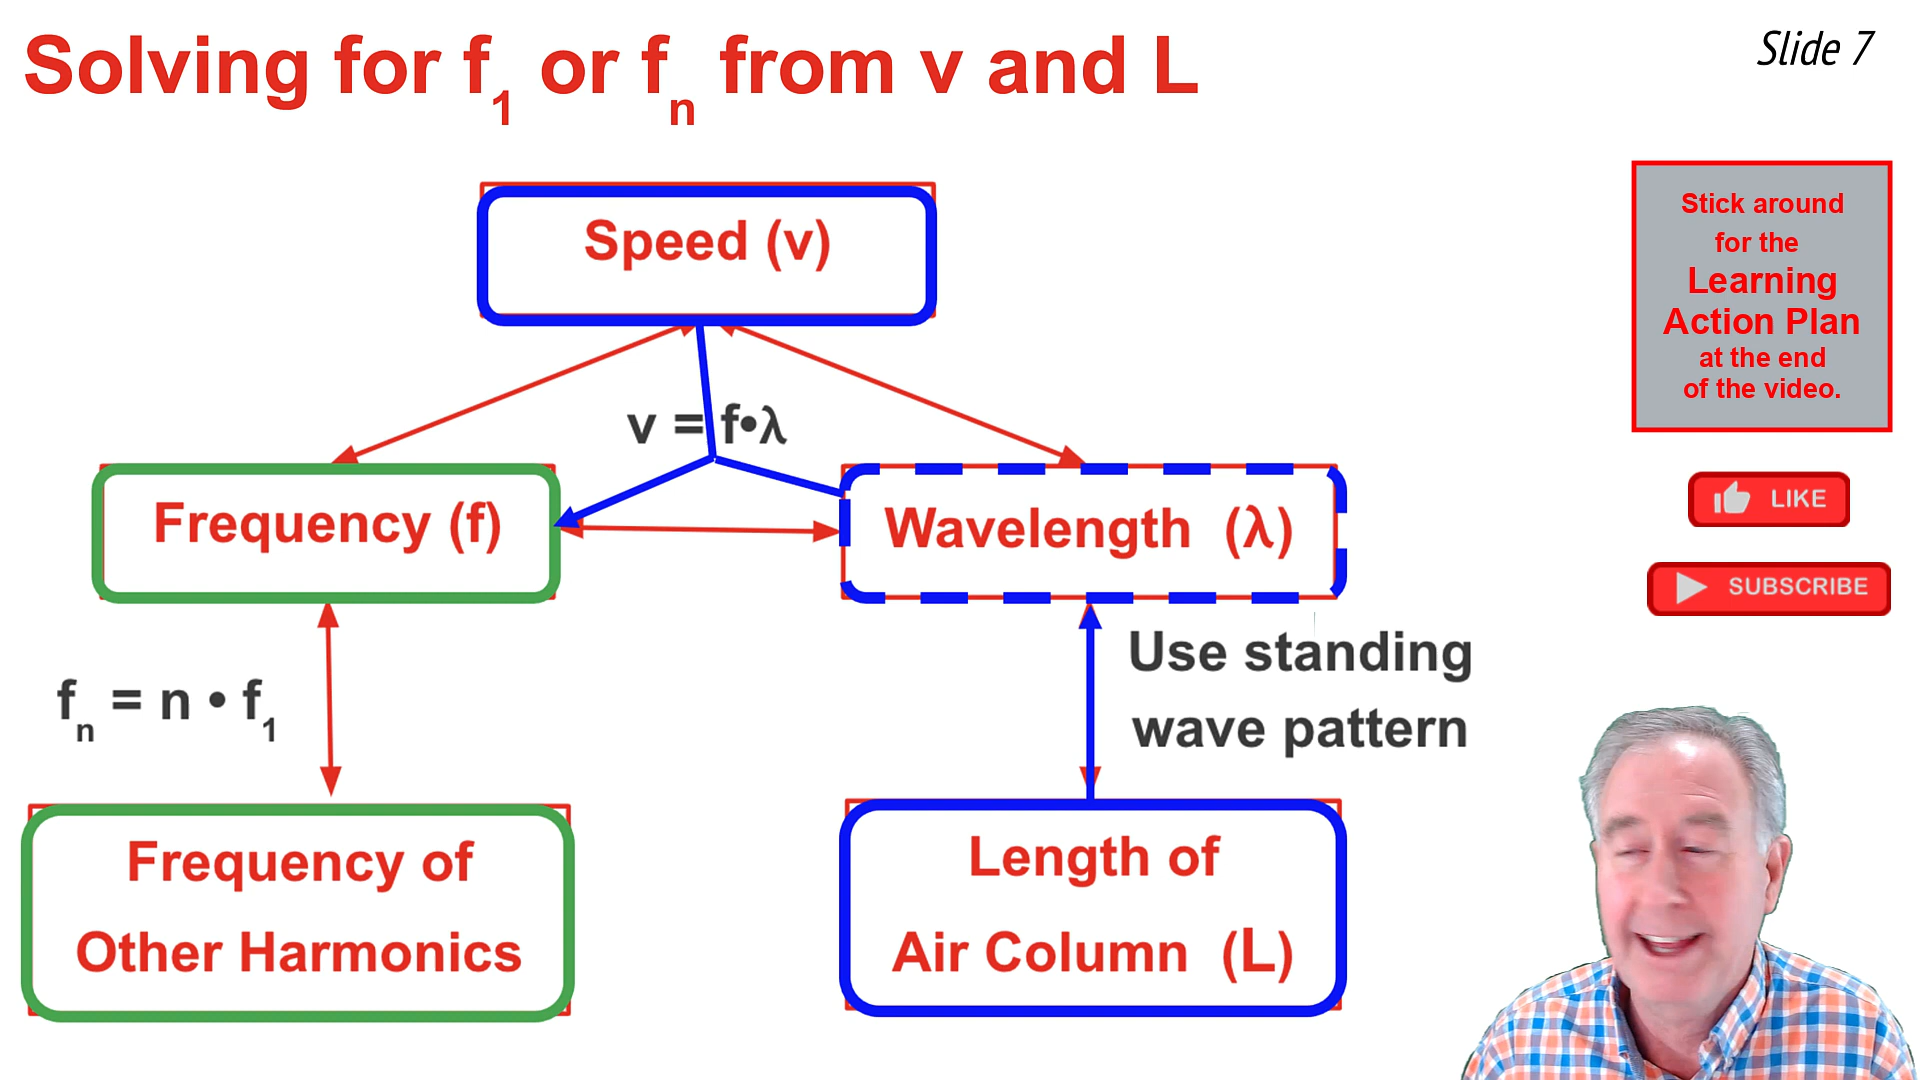 Solving for f₁ or fₙ from v and L
Slide 7
Speed (v)
v = f•λ
Frequency (f)
Wavelength (λ)
fₙ = n • f₁
Use standing
wave pattern
Frequency of
Other Harmonics
Length of
Air Column (L)
Stick around
for the
Learning
Action Plan
at the end
of the video.
LIKE
SUBSCRIBE